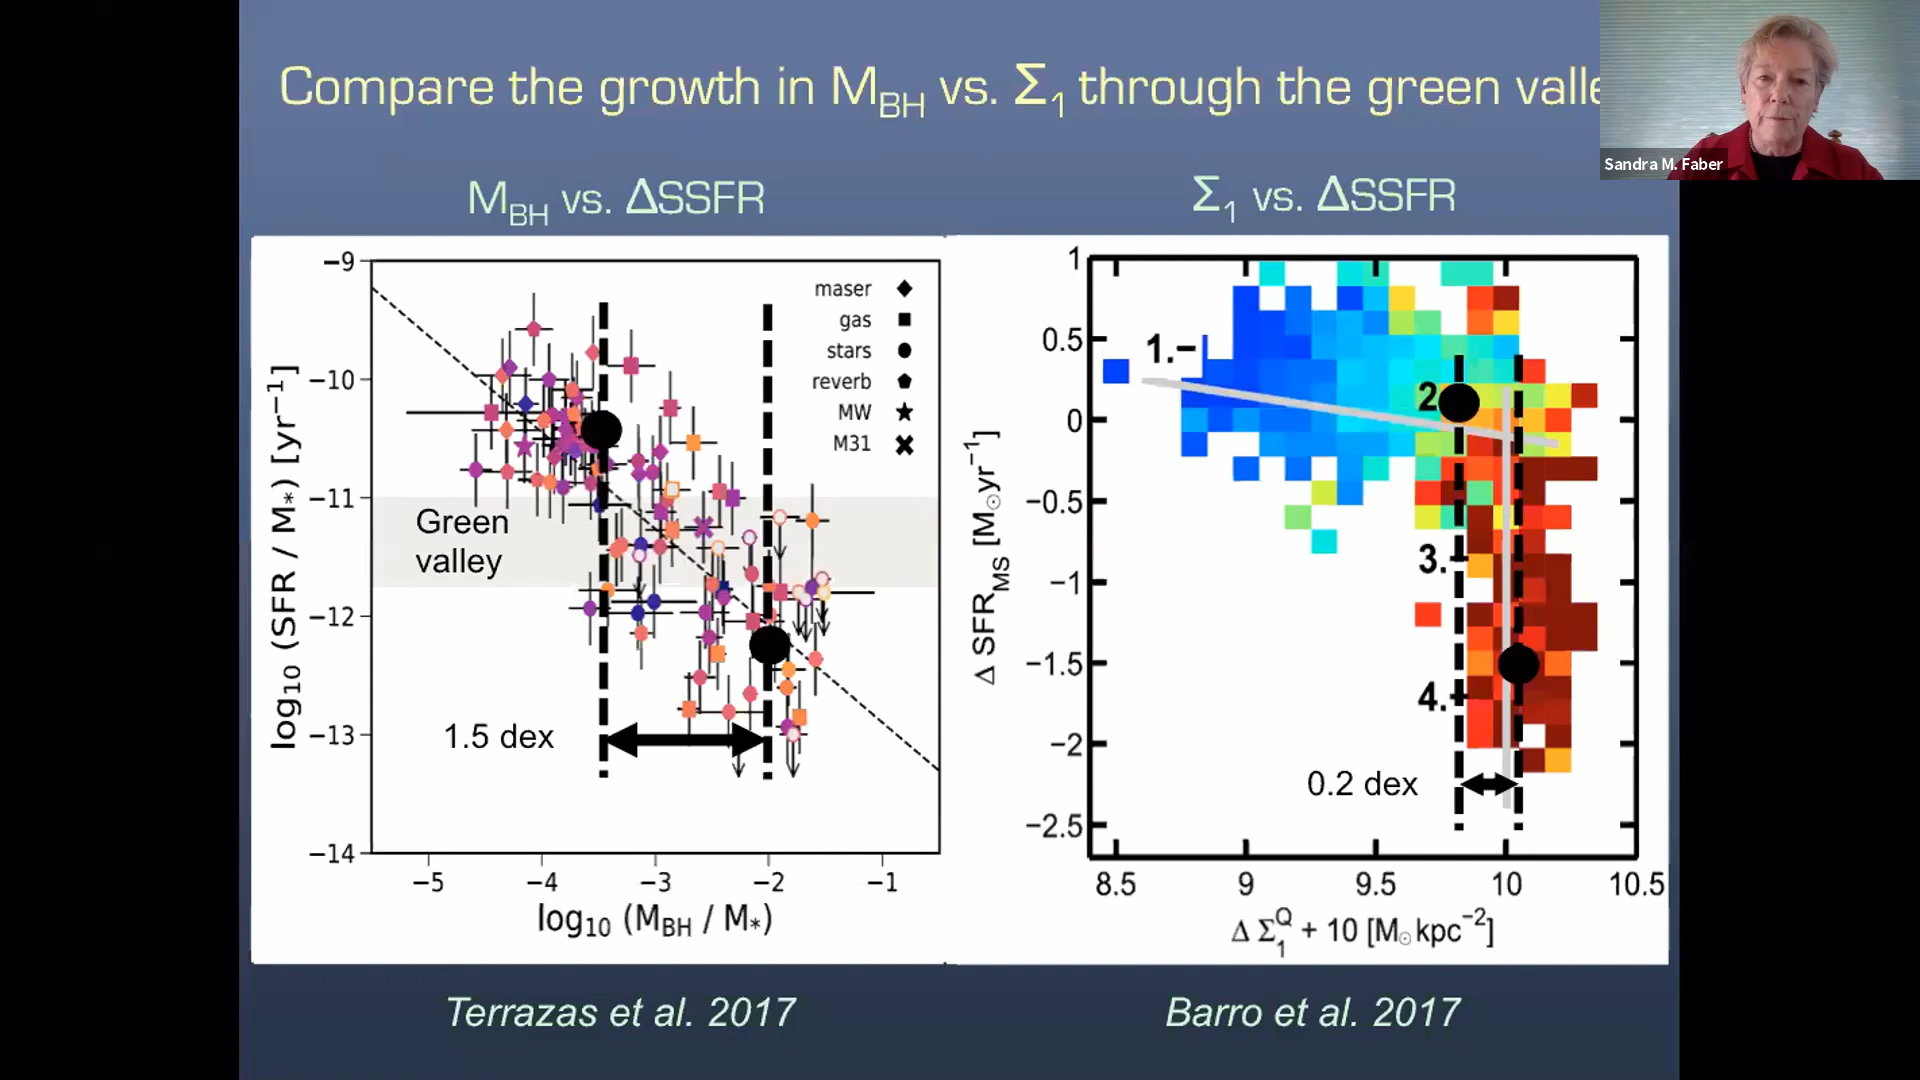 Compare the growth in M_BH vs. Σ₁ through the green valle
Sandra M. Faber
M_BH vs. ΔSSFR
Σ₁ vs. ΔSSFR
−9
−10
−11
−12
−13
−14
log₁₀ (SFR / M*) [yr⁻¹]
maser
gas
stars
reverb
MW
M31
Green
valley
1.5 dex
−5 −4 −3 −2 −1
log₁₀ (M_BH / M*)
1
0.5
0
−0.5
−1
−1.5
−2
−2.5
Δ SFR_MS [M⊙yr⁻¹]
1.
2
3.
4.
0.2 dex
8.5 9 9.5 10 10.5
Δ Σ₁^Q + 10 [M⊙kpc⁻²]
Terrazas et al. 2017
Barro et al. 2017